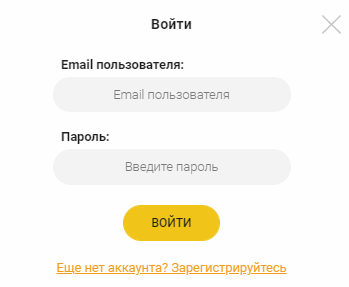 Войти
Email пользователя:
Email пользователя
Пароль:
Введите пароль
ВОЙТИ
Еще нет аккаунта? Зарегистрируйтесь